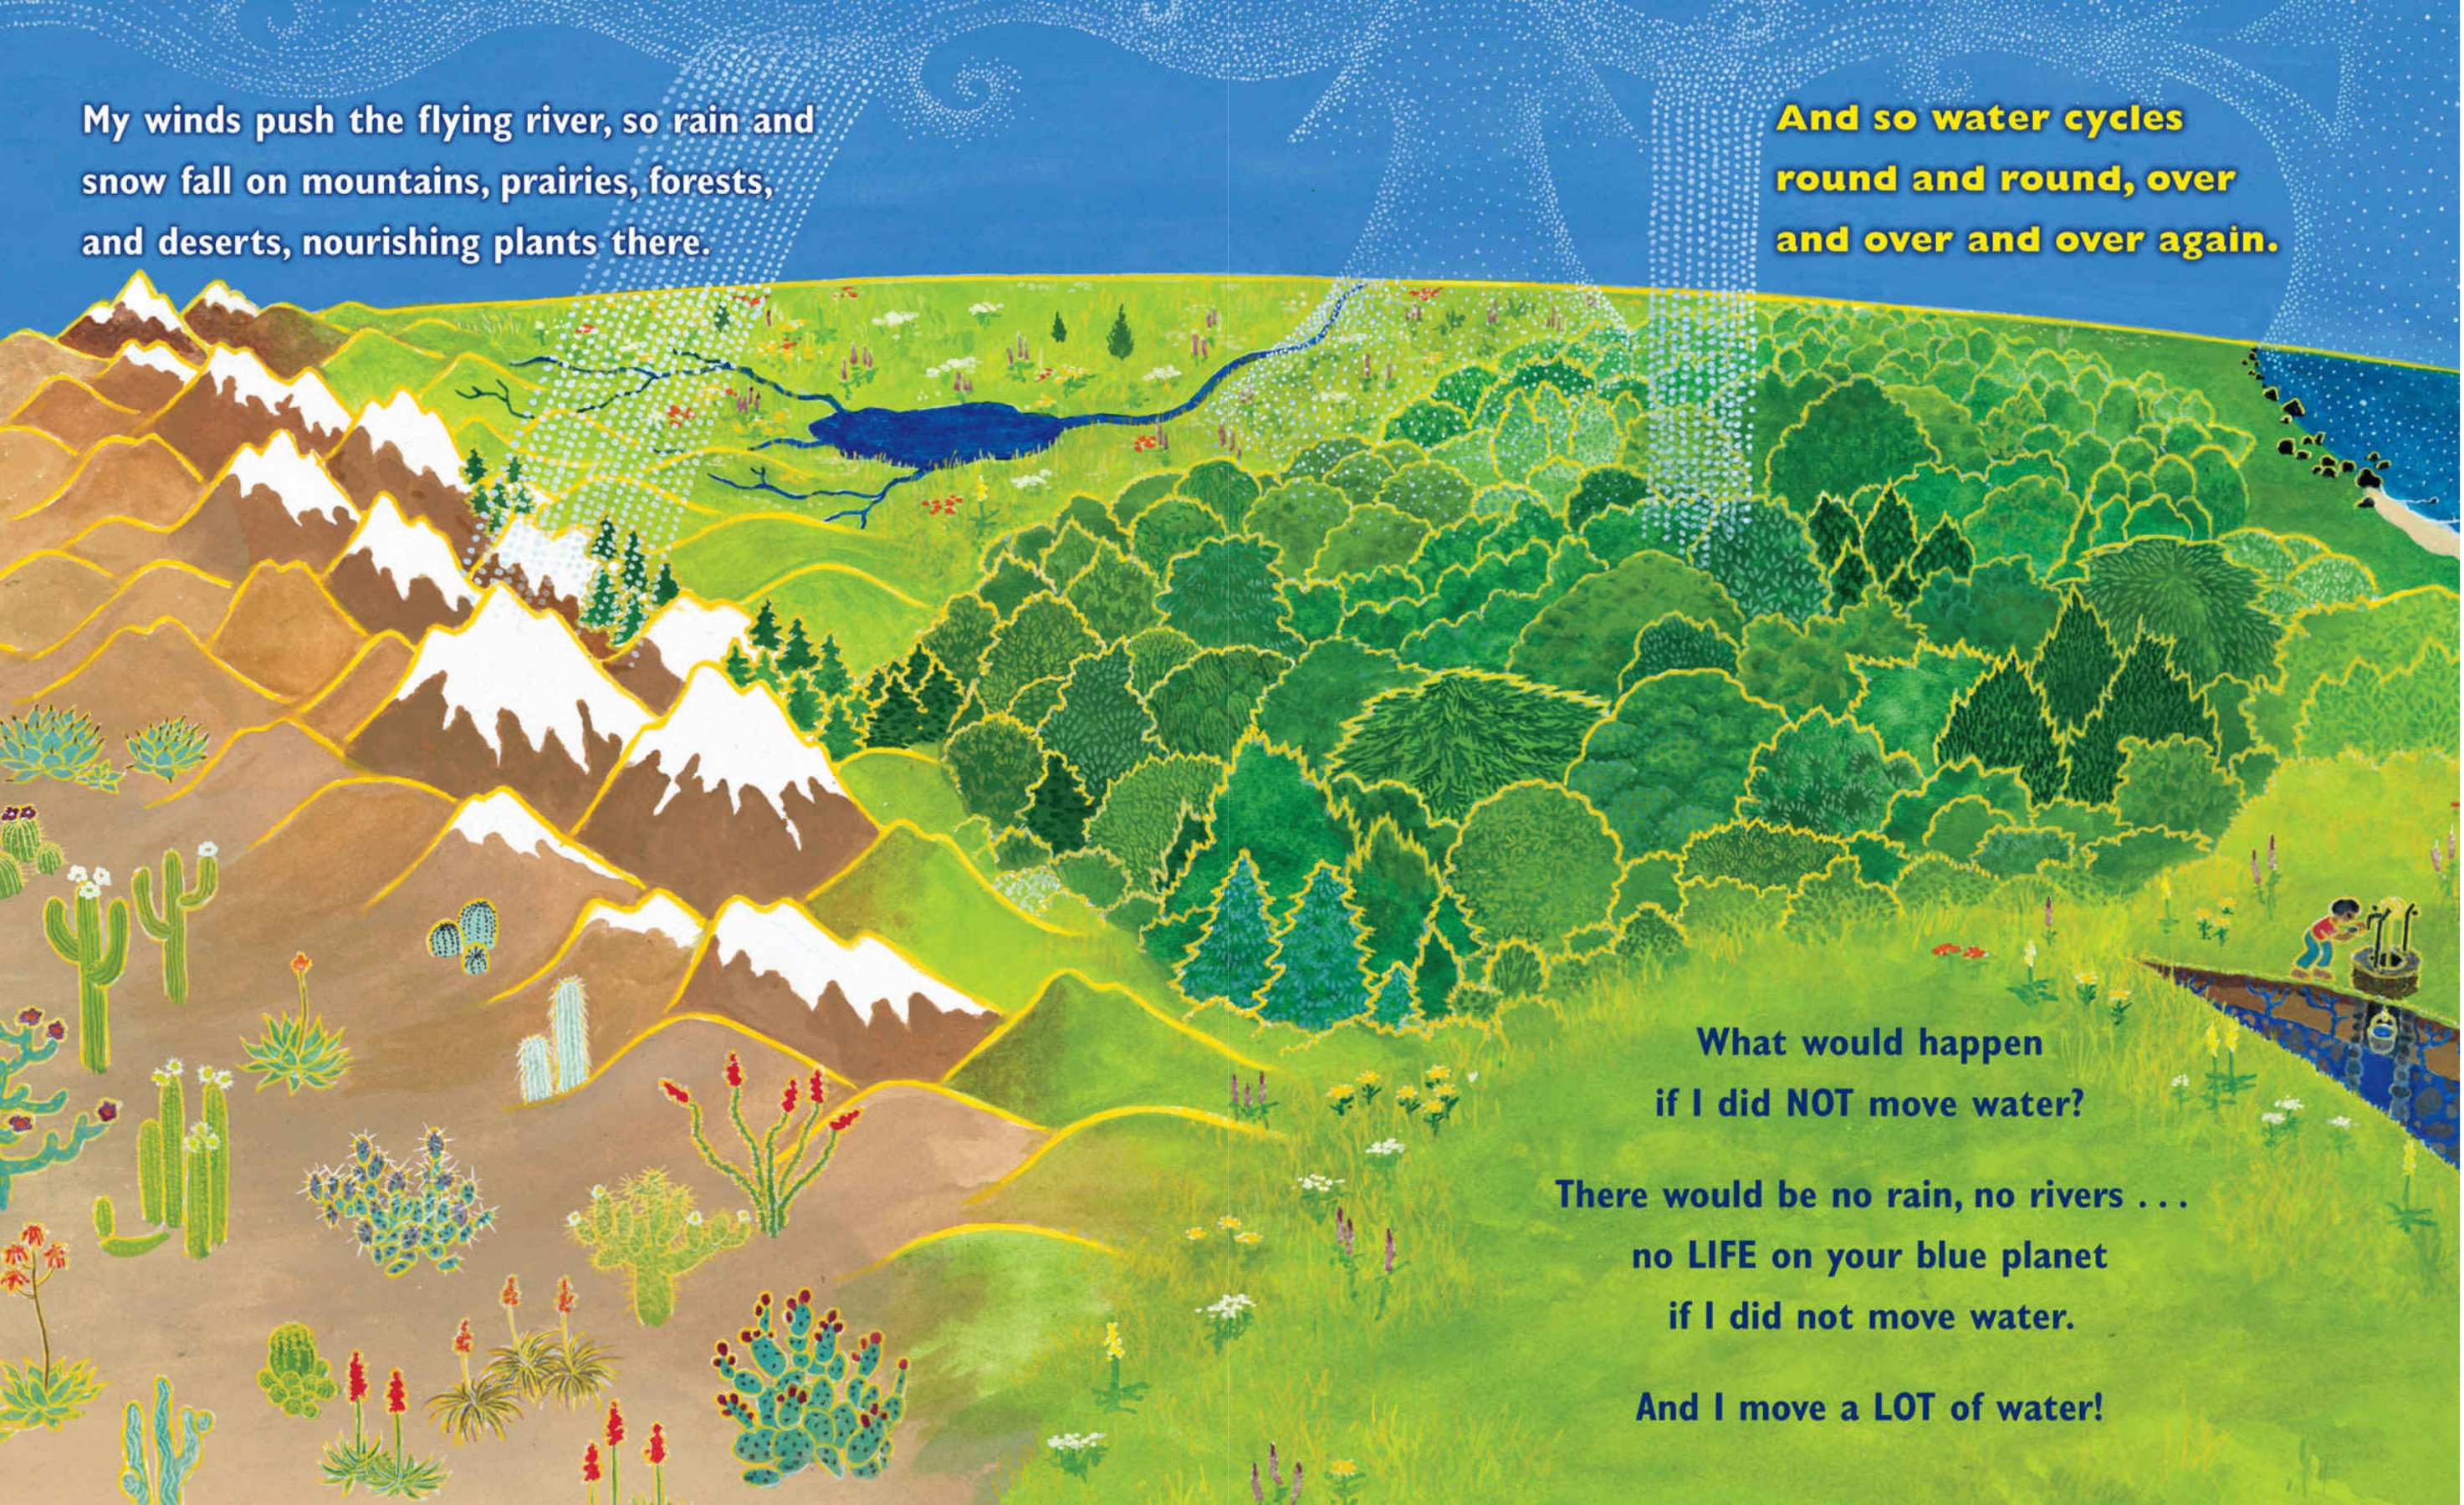 My winds push the flying river, so rain and
snow fall on mountains, prairies, forests,
and deserts, nourishing plants there.
And so water cycles
round and round, over
and over and over again.
What would happen
if I did NOT move water?
There would be no rain, no rivers . . .
no LIFE on your blue planet
if I did not move water.
And I move a LOT of water!